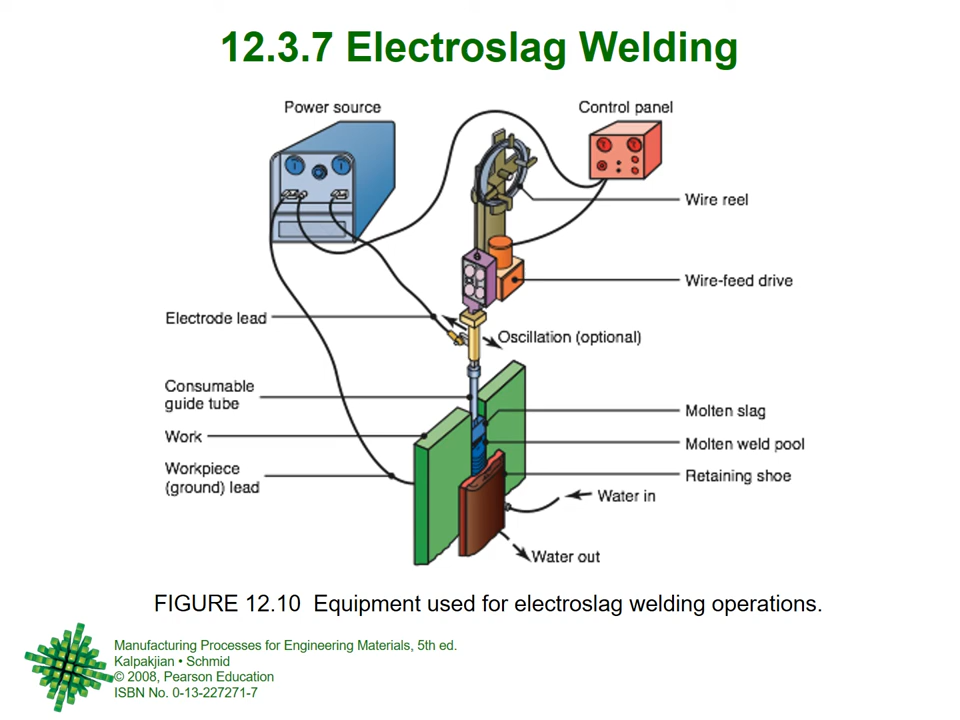 12.3.7 Electroslag Welding
Power source
Control panel
Wire reel
Wire-feed drive
Electrode lead
Oscillation (optional)
Consumable
guide tube
Molten slag
Work
Molten weld pool
Workpiece
(ground) lead
Retaining shoe
Water in
Water out
FIGURE 12.10 Equipment used for electroslag welding operations.
Manufacturing Processes for Engineering Materials, 5th ed.
Kalpakjian • Schmid
© 2008, Pearson Education
ISBN No. 0-13-227271-7